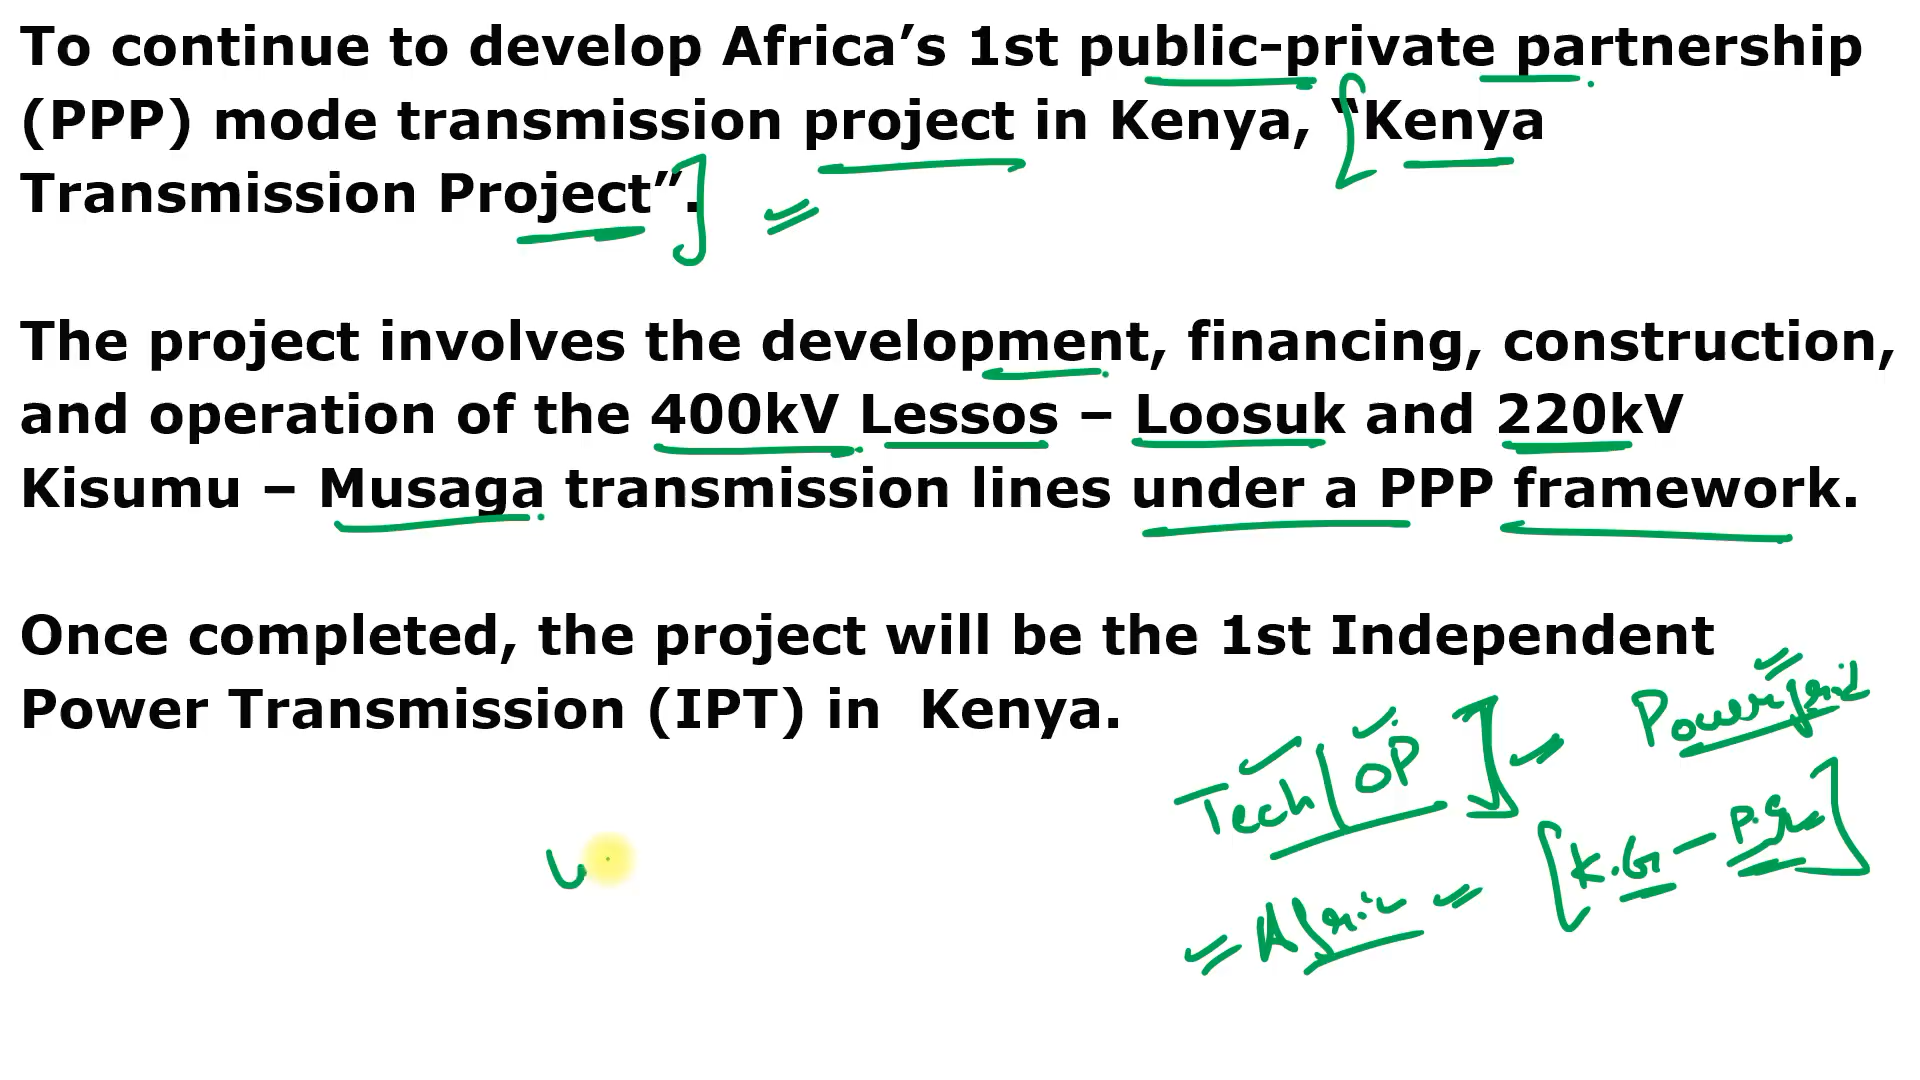 To continue to develop Africa’s 1st public-private partnership
(PPP) mode transmission project in Kenya, “Kenya
Transmission Project”.
The project involves the development, financing, construction,
and operation of the 400kV Lessos – Loosuk and 220kV
Kisumu – Musaga transmission lines under a PPP framework.
Once completed, the project will be the 1st Independent
Power Transmission (IPT) in Kenya.
Powergrid
Tech OP
K.G - P.G